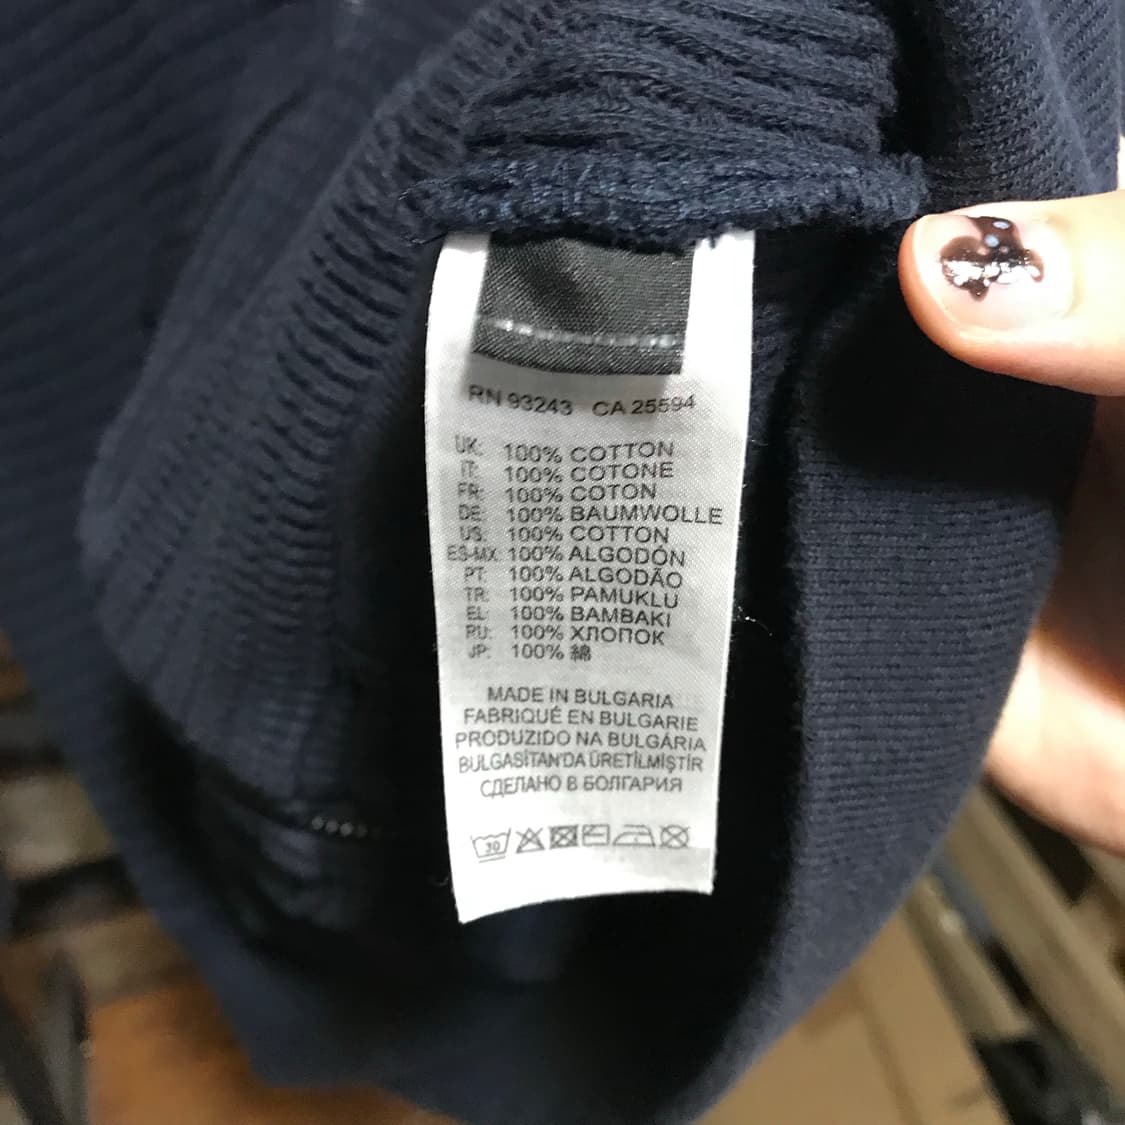 RN 93243 CA 25594
UK: 100% COTTON
IT: 100% COTONE
FR: 100% COTON
DE: 100% BAUMWOLLE
US: 100% COTTON
ES-MX 100% ALGODÓN
PT: 100% ALGODÃO
TR: 100% PAMUKLU
EL: 100% BAMBAKI
RU: 100% ХЛОПОК
JP: 100% 綿
MADE IN BULGARIA
FABRIQUÉ EN BULGARIE
PRODUZIDO NA BULGÁRIA
BULGASİTAN'DA ÜRETİLMİŞTİR
СДЕЛАНО В БОЛГАРИЯ
30